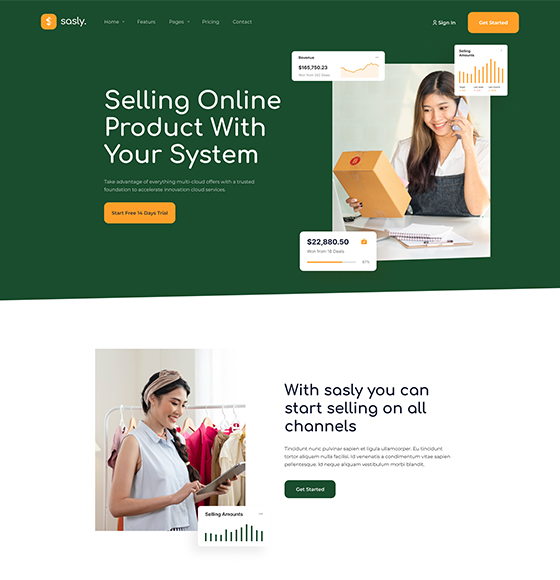 $ sasly.
Home
Featurs
Pages
Pricing
Contact
Sign In
Get Started
Selling Online
Product With
Your System
Take advantage of everything multi-cloud offers with a trusted
foundation to accelerate innovation cloud services.
Start Free 14 Days Trial
Revenue
$165,750.23
Won from 262 Deals
Selling
Amounts
$22,880.50
Won from 18 Deals
67%
With sasly you can
start selling on all
channels
Tincidunt nunc pulvinar sapien et ligula ullamcorper. Eu tincidunt
tortor aliquam nulla facilisi. Id venenatis a condimentum vitae sapien
pellentesque. Id neque aliquam vestibulum morbi blandit.
Get Started
Selling Amounts